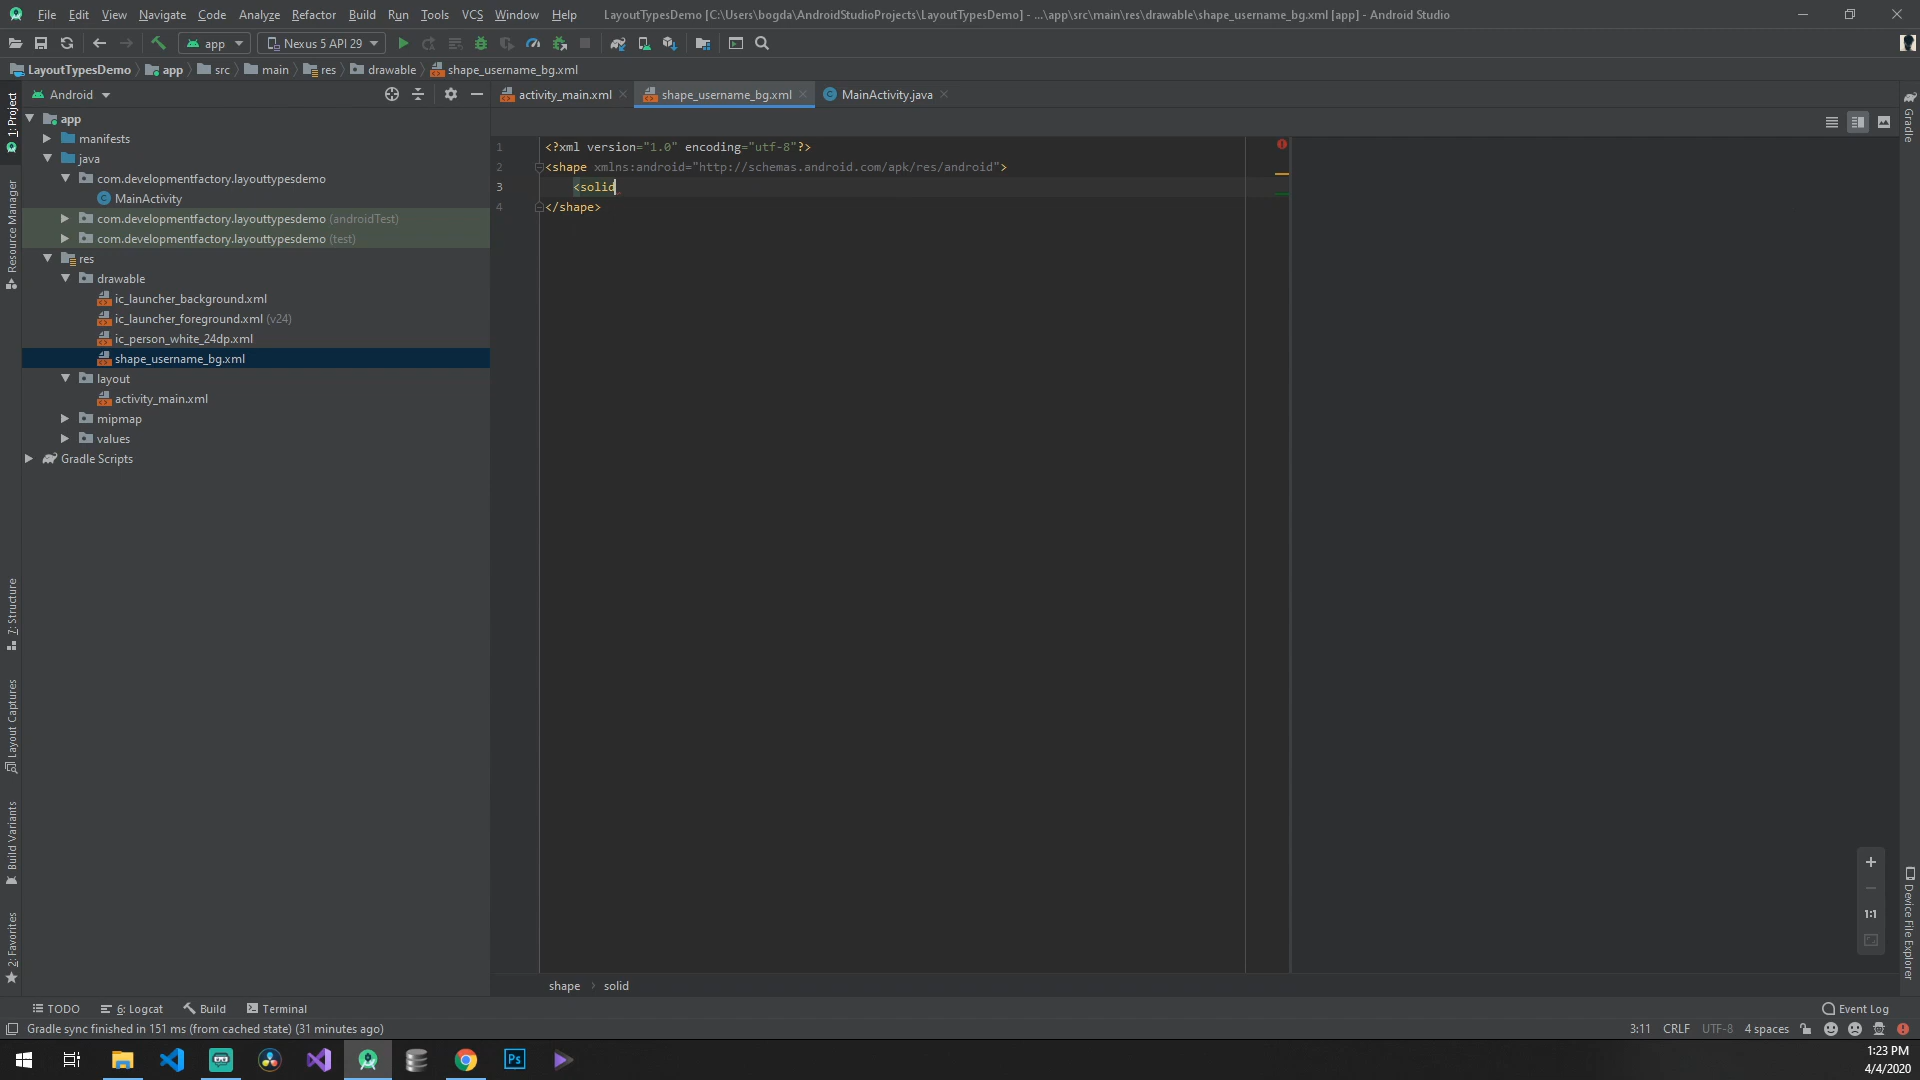 File Edit View Navigate Code Analyze Refactor Build Run Tools VCS Window Help LayoutTypesDemo [C:\Users\bogda\AndroidStudioProjects\LayoutTypesDemo] - ...\app\src\main\res\drawable\shape_username_bg.xml [app] - Android Studio
app Nexus 5 API 29
LayoutTypesDemo app src main res drawable shape_username_bg.xml
Android
activity_main.xml shape_username_bg.xml MainActivity.java
1: Project
Resource Manager
7: Structure
Layout Captures
Build Variants
2: Favorites
app
manifests
java
com.developmentfactory.layouttypesdemo
MainActivity
com.developmentfactory.layouttypesdemo (androidTest)
com.developmentfactory.layouttypesdemo (test)
res
drawable
ic_launcher_background.xml
ic_launcher_foreground.xml (v24)
ic_person_white_24dp.xml
shape_username_bg.xml
layout
activity_main.xml
mipmap
values
Gradle Scripts
1 <?xml version="1.0" encoding="utf-8"?>
2 <shape xmlns:android="http://schemas.android.com/apk/res/android">
3 <solid
4 </shape>
Gradle
1:1
Device File Explorer
shape solid
TODO 6: Logcat Build Terminal Event Log
Gradle sync finished in 151 ms (from cached state) (31 minutes ago) 3:11 CRLF UTF-8 4 spaces
Ps
1:23 PM
4/4/2020